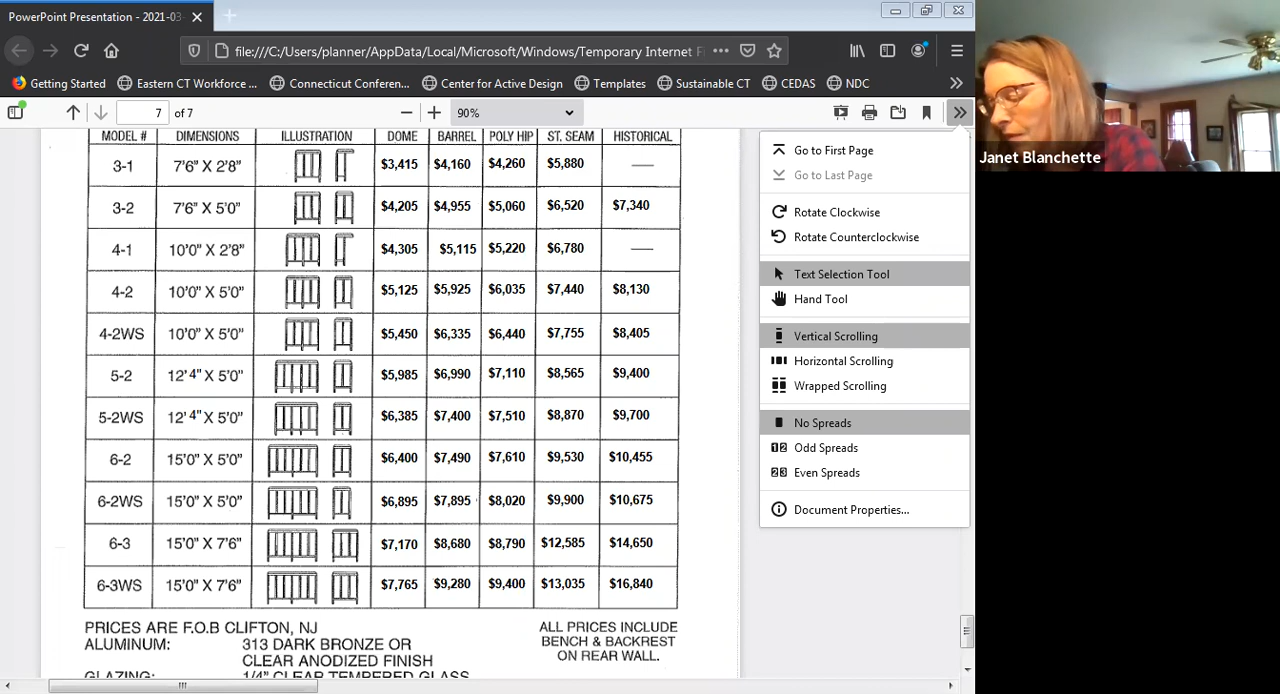 PowerPoint Presentation - 2021-03
file:///C:/Users/planner/AppData/Local/Microsoft/Windows/Temporary Internet F
Getting Started Eastern CT Workforce ... Connecticut Conferen... Center for Active Design Templates Sustainable CT CEDAS NDC
7 of 7 90%
MODEL # DIMENSIONS ILLUSTRATION DOME BARREL POLY HIP ST. SEAM HISTORICAL
3-1 7'6" X 2'8" $3,415 $4,160 $4,260 $5,880 —
3-2 7'6" X 5'0" $4,205 $4,955 $5,060 $6,520 $7,340
4-1 10'0" X 2'8" $4,305 $5,115 $5,220 $6,780 —
4-2 10'0" X 5'0" $5,125 $5,925 $6,035 $7,440 $8,130
4-2WS 10'0" X 5'0" $5,450 $6,335 $6,440 $7,755 $8,405
5-2 12'4" X 5'0" $5,985 $6,990 $7,110 $8,565 $9,400
5-2WS 12'4" X 5'0" $6,385 $7,400 $7,510 $8,870 $9,700
6-2 15'0" X 5'0" $6,400 $7,490 $7,610 $9,530 $10,455
6-2WS 15'0" X 5'0" $6,895 $7,895 $8,020 $9,900 $10,675
6-3 15'0" X 7'6" $7,170 $8,680 $8,790 $12,585 $14,650
6-3WS 15'0" X 7'6" $7,765 $9,280 $9,400 $13,035 $16,840
PRICES ARE F.O.B CLIFTON, NJ
ALUMINUM: 313 DARK BRONZE OR
CLEAR ANODIZED FINISH
GLAZING: 1/4" CLEAR TEMPERED GLASS
ALL PRICES INCLUDE
BENCH & BACKREST
ON REAR WALL.
Go to First Page
Go to Last Page
Rotate Clockwise
Rotate Counterclockwise
Text Selection Tool
Hand Tool
Vertical Scrolling
Horizontal Scrolling
Wrapped Scrolling
No Spreads
Odd Spreads
Even Spreads
Document Properties...
Janet Blanchette